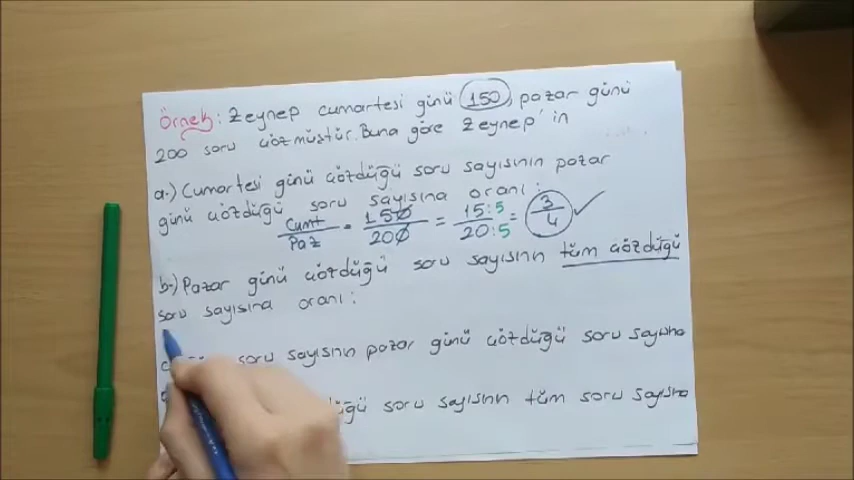 Örnek: Zeynep cumartesi günü 150, pazar günü
200 soru çözmüştür. Buna göre Zeynep'in
a-) Cumartesi günü çözdüğü soru sayısının pazar
günü çözdüğü soru sayısına oranı:
Cumt/Paz = 150/200 = 15:5/20:5 = 3/4 ✓
b-) Pazar günü çözdüğü soru sayısının tüm çözdüğü
soru sayısına oranı:
soru sayısının pazar günü çözdüğü soru sayısına
soru sayısının tüm soru sayısına